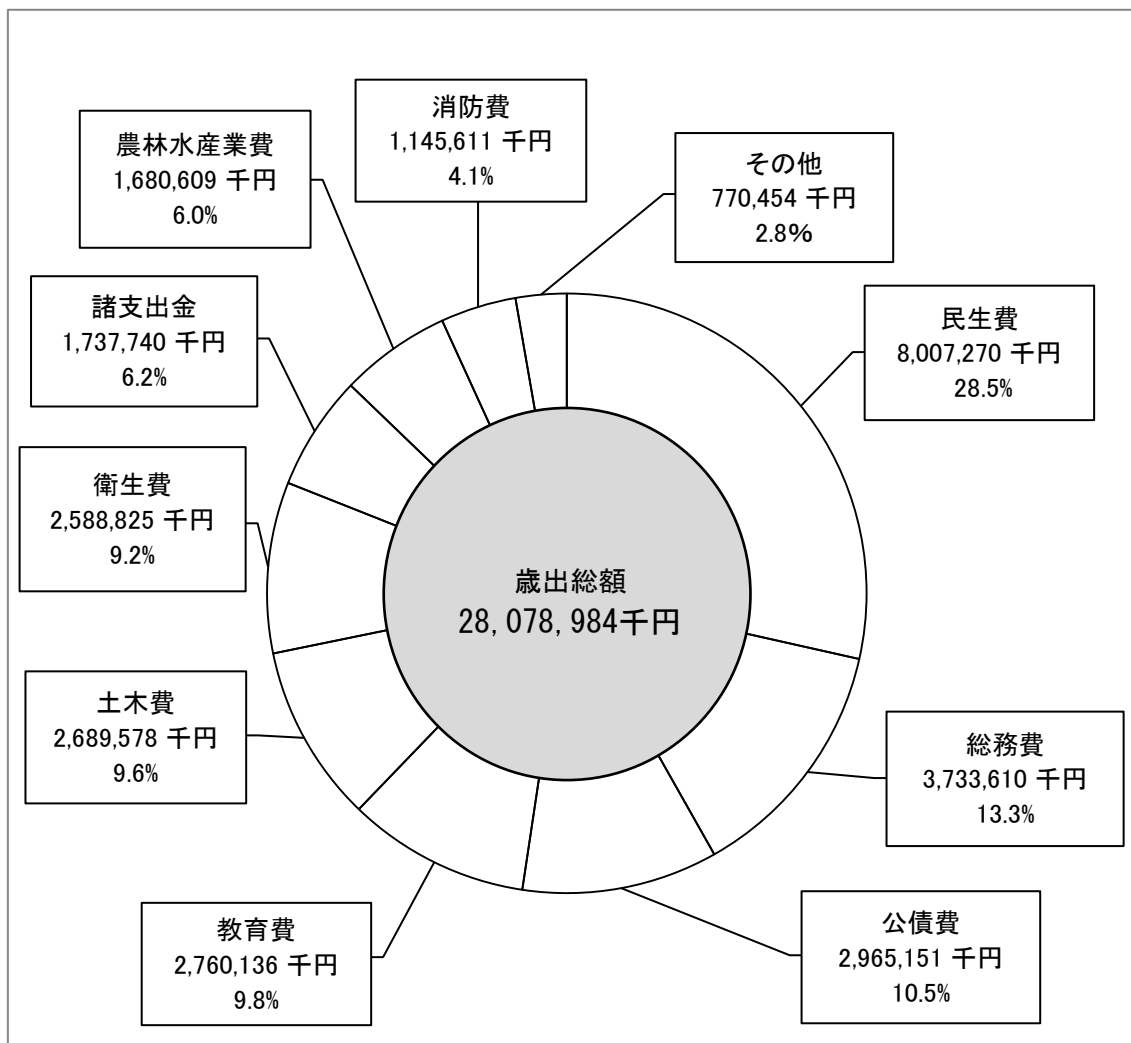 消防費
1,145,611 千円
4.1%
農林水産業費
1,680,609 千円
6.0%
その他
770,454 千円
2.8%
諸支出金
1,737,740 千円
6.2%
民生費
8,007,270 千円
28.5%
衛生費
2,588,825 千円
9.2%
歳出総額
28,078,984千円
土木費
2,689,578 千円
9.6%
総務費
3,733,610 千円
13.3%
教育費
2,760,136 千円
9.8%
公債費
2,965,151 千円
10.5%